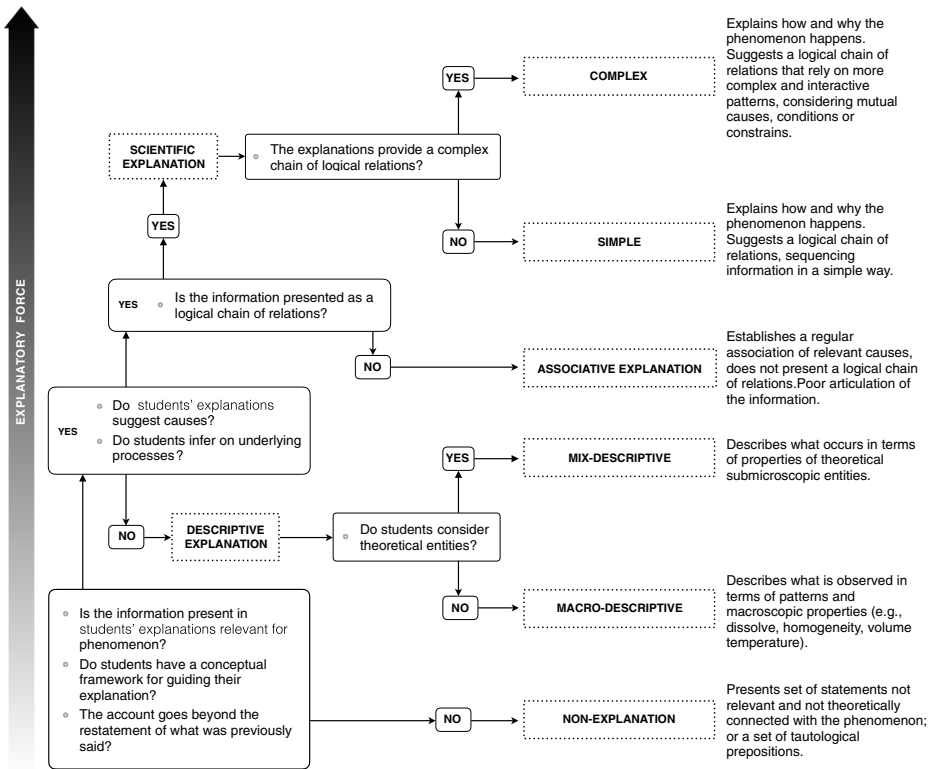 EXPLANATORY FORCE
Explains how and why the
phenomenon happens.
Suggests a logical chain of
relations that rely on more
complex and interactive
patterns, considering mutual
causes, conditions or
constrains.
YES
COMPLEX
SCIENTIFIC
EXPLANATION
The explanations provide a complex
chain of logical relations?
YES
NO
SIMPLE
Explains how and why the
phenomenon happens.
Suggests a logical chain of
relations, sequencing
information in a simple way.
YES
Is the information presented as a
logical chain of relations?
NO
ASSOCIATIVE EXPLANATION
Establishes a regular
association of relevant causes,
does not present a logical chain
of relations.Poor articulation of
the information.
YES
Do students' explanations
suggest causes?
Do students infer on underlying
processes?
YES
MIX-DESCRIPTIVE
Describes what occurs in terms
of properties of theoretical
submicroscopic entities.
NO
DESCRIPTIVE
EXPLANATION
Do students consider
theoretical entities?
NO
MACRO-DESCRIPTIVE
Describes what is observed in
terms of patterns and
macroscopic properties (e.g.,
dissolve, homogeneity, volume
temperature).
Is the information present in
students' explanations relevant for
phenomenon?
Do students have a conceptual
framework for guiding their
explanation?
The account goes beyond the
restatement of what was previously
said?
NO
NON-EXPLANATION
Presents set of statements not
relevant and not theoretically
connected with the phenomenon;
or a set of tautological
prepositions.